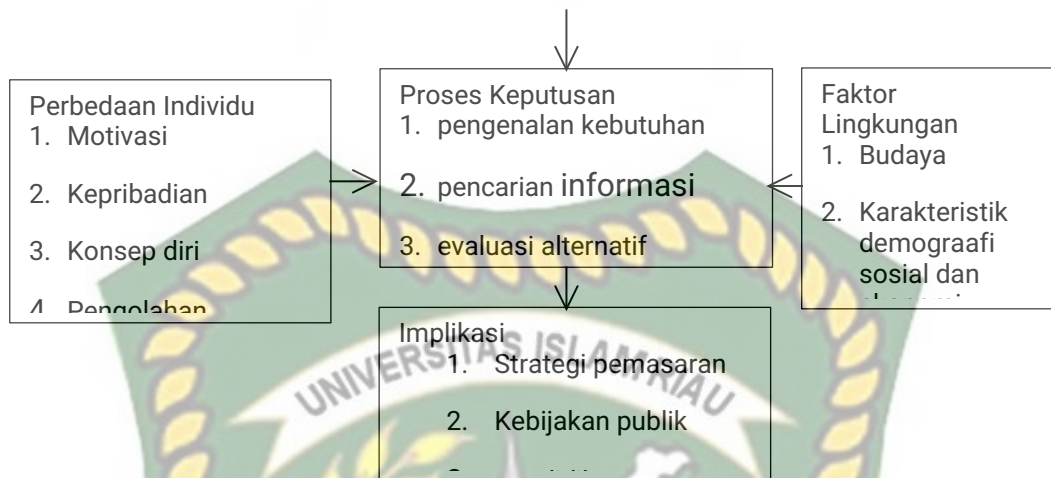 Perbedaan Individu
1. Motivasi
2. Kepribadian
3. Konsep diri
4. Pengolahan
Proses Keputusan
1. pengenalan kebutuhan
2. pencarian informasi
3. evaluasi alternatif
Faktor
Lingkungan
1. Budaya
2. Karakteristik
demograafi
sosial dan
Implikasi
1. Strategi pemasaran
2. Kebijakan publik
UNIVERSITAS ISLAM RIAU